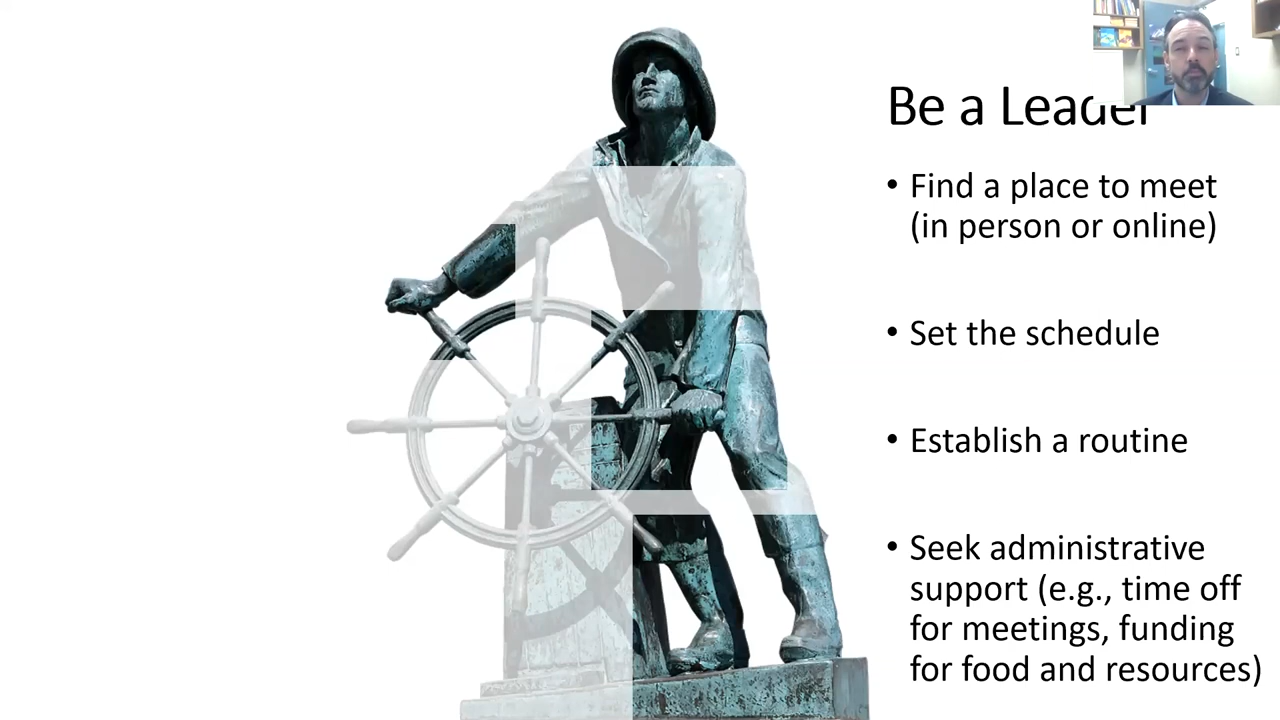 Be a Leader
• Find a place to meet
(in person or online)
• Set the schedule
• Establish a routine
• Seek administrative
support (e.g., time off
for meetings, funding
for food and resources)